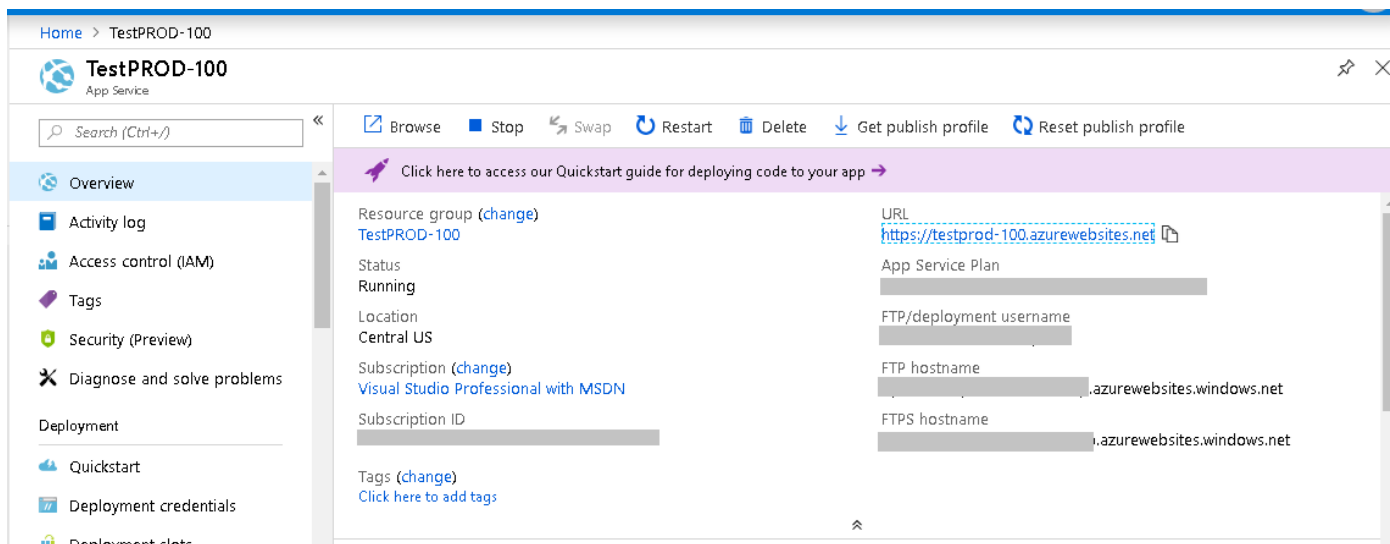 Home > TestPROD-100
TestPROD-100
App Service
Search (Ctrl+/)
«
Overview
Activity log
Access control (IAM)
Tags
Security (Preview)
Diagnose and solve problems
Deployment
Quickstart
Deployment credentials
Deployment slots
Browse Stop Swap Restart Delete Get publish profile Reset publish profile
Click here to access our Quickstart guide for deploying code to your app →
Resource group (change)
TestPROD-100
Status
Running
Location
Central US
Subscription (change)
Visual Studio Professional with MSDN
Subscription ID
Tags (change)
Click here to add tags
URL
https://testprod-100.azurewebsites.net
App Service Plan
FTP/deployment username
FTP hostname
.azurewebsites.windows.net
FTPS hostname
.azurewebsites.windows.net